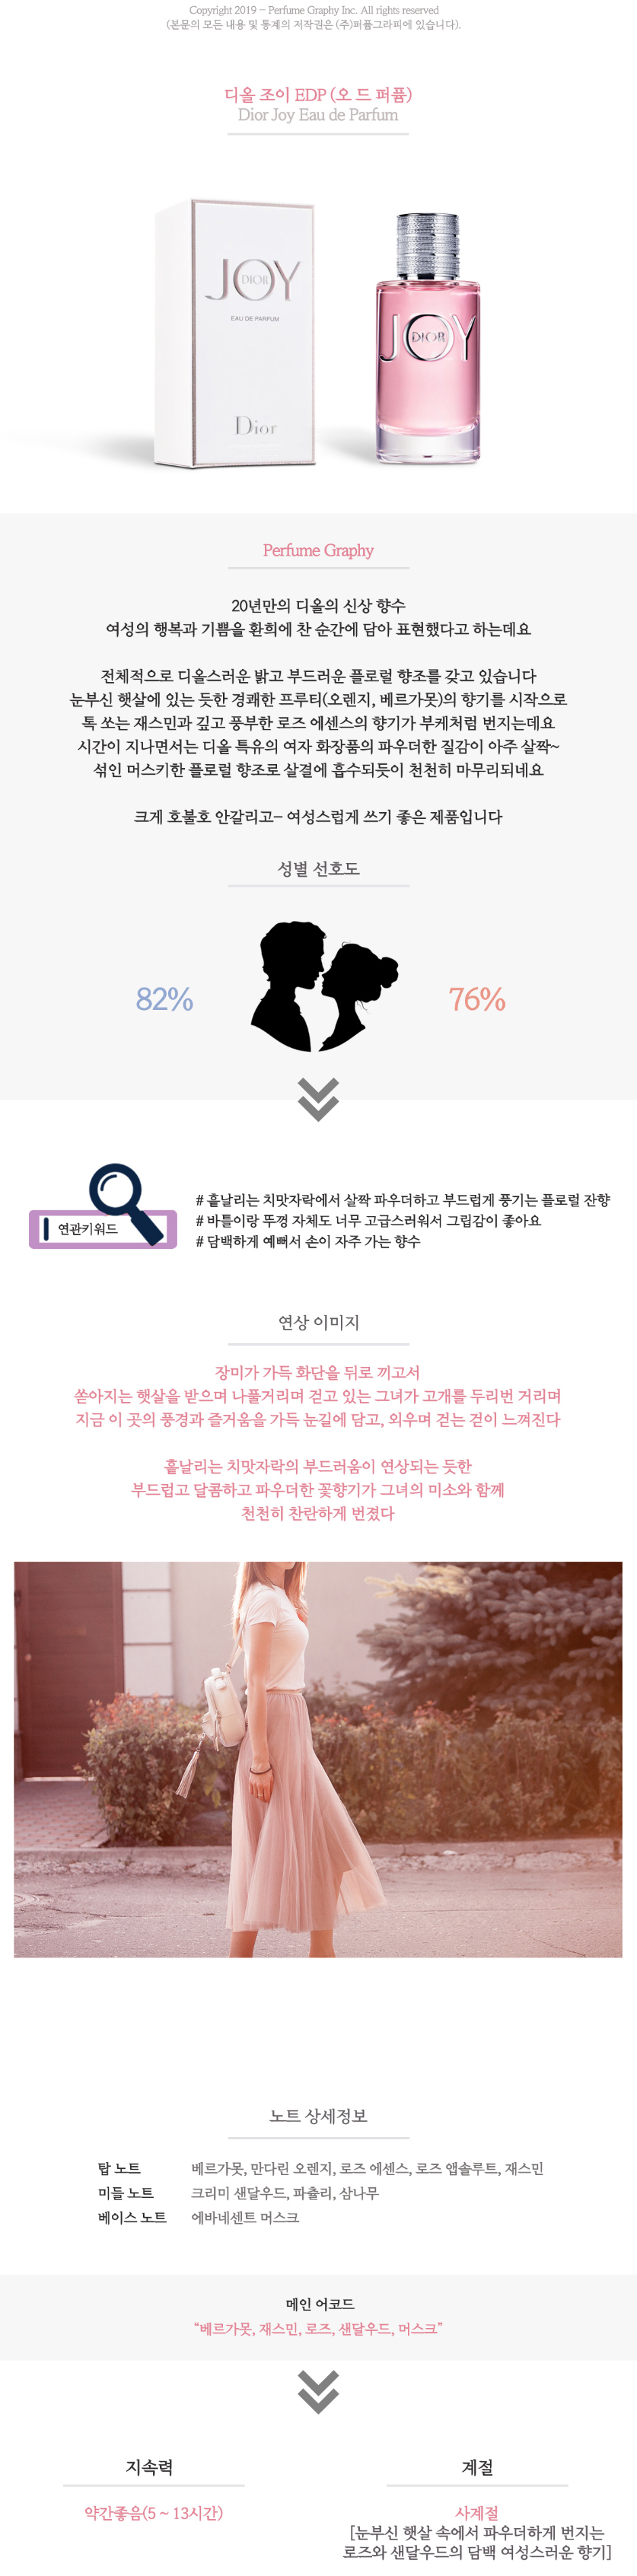 Copyright 2019 - Perfume Graphy Inc. All rights reserved
(본문의 모든 내용 및 통계의 저작권은 (주)퍼퓸그라피에 있습니다).
디올 조이 EDP (오 드 퍼퓸)
Dior Joy Eau de Parfum
JOY
DIOR
EAU DE PARFUM
Dior
JOY
DIOR
Perfume Graphy
20년만의 디올의 신상 향수
여성의 행복과 기쁨을 환희에 찬 순간에 담아 표현했다고 하는데요
전체적으로 디올스러운 밝고 부드러운 플로럴 향조를 갖고 있습니다
눈부신 햇살에 있는 듯한 경쾌한 프루티(오렌지, 베르가못)의 향기를 시작으로
톡 쏘는 재스민과 깊고 풍부한 로즈 에센스의 향기가 부케처럼 번지는데요
시간이 지나면서는 디올 특유의 여자 화장품의 파우더한 질감이 아주 살짝~
섞인 머스키한 플로럴 향조로 살결에 흡수되듯이 천천히 마무리되네요
크게 호불호 안갈리고- 여성스럽게 쓰기 좋은 제품입니다
성별 선호도
82%
76%
연관키워드
# 흩날리는 치맛자락에서 살짝 파우더하고 부드럽게 풍기는 플로럴 잔향
# 바틀이랑 뚜껑 자체도 너무 고급스러워서 그립감이 좋아요
# 담백하게 예뻐서 손이 자주 가는 향수
연상 이미지
장미가 가득 화단을 뒤로 끼고서
쏟아지는 햇살을 받으며 나풀거리며 걷고 있는 그녀가 고개를 두리번 거리며
지금 이 곳의 풍경과 즐거움을 가득 눈길에 담고, 외우며 걷는 걷이 느껴진다
흩날리는 치맛자락의 부드러움이 연상되는 듯한
부드럽고 달콤하고 파우더한 꽃향기가 그녀의 미소와 함께
천천히 찬란하게 번졌다
노트 상세정보
탑 노트 베르가못, 만다린 오렌지, 로즈 에센스, 로즈 앱솔루트, 재스민
미들 노트 크리미 샌달우드, 파츌리, 삼나무
베이스 노트 에바네센트 머스크
메인 어코드
“베르가못, 재스민, 로즈, 샌달우드, 머스크”
지속력
약간좋음(5 ~ 13시간)
계절
사계절
[눈부신 햇살 속에서 파우더하게 번지는
로즈와 샌달우드의 담백 여성스러운 향기]